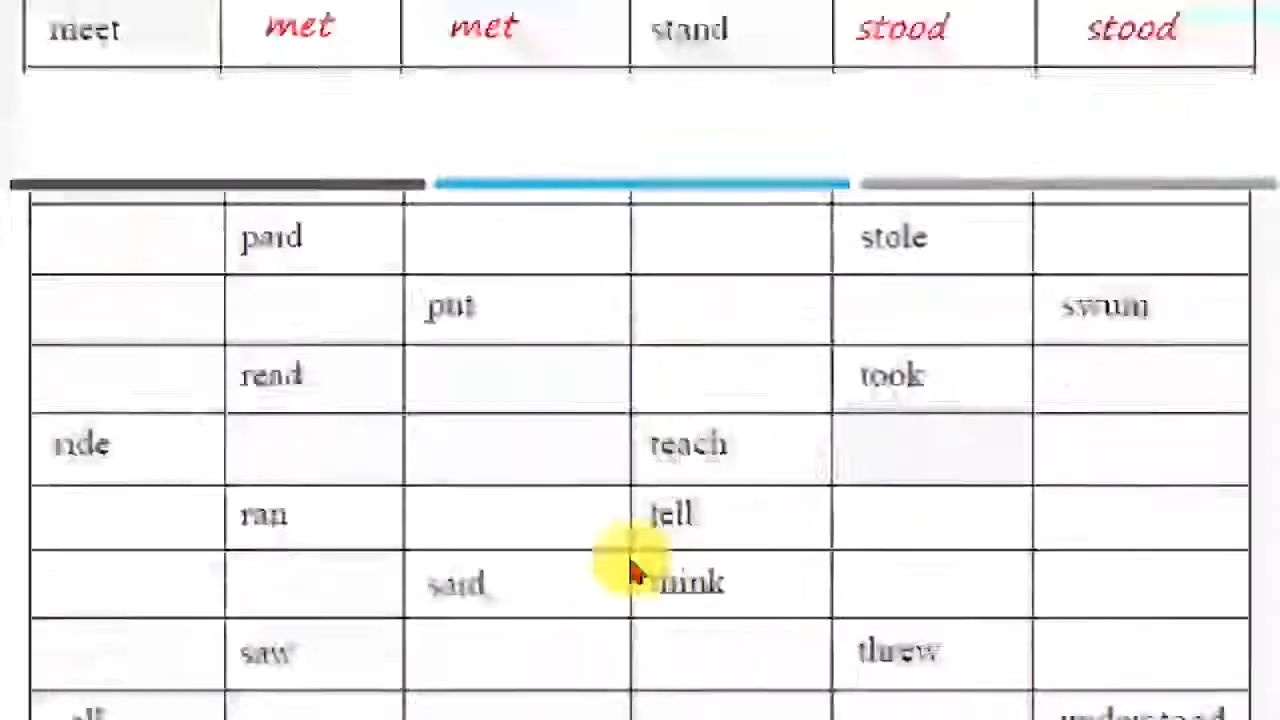 meet met met stand stood stood
paid stole
put swum
read took
ride teach
ran tell
said think
saw threw
understood